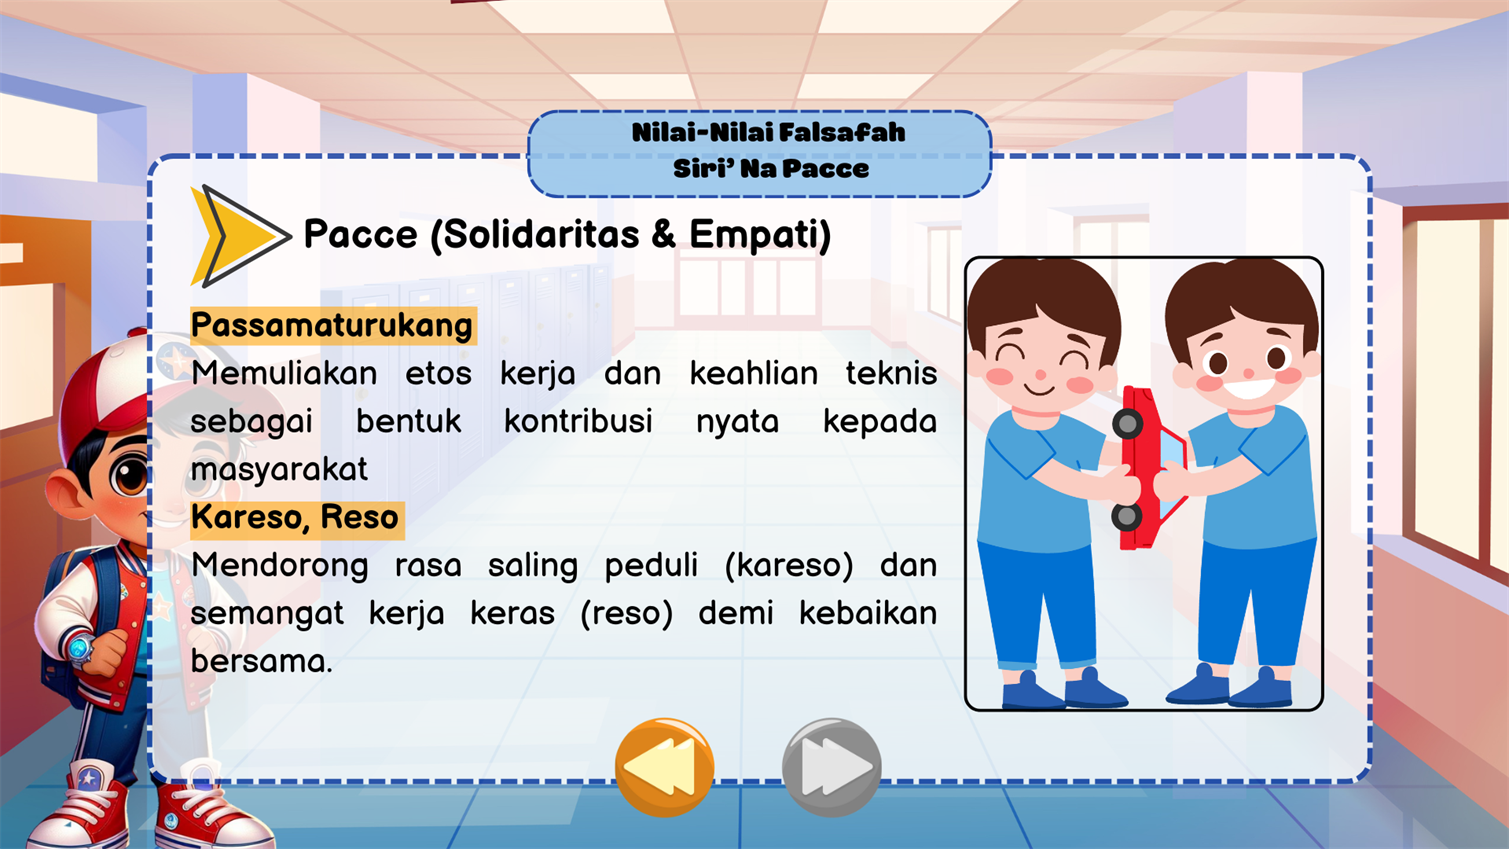 Nilai-Nilai Falsafah
Siri’ Na Pacce
Pacce (Solidaritas & Empati)
Passamaturukang
Memuliakan etos kerja dan keahlian teknis
sebagai bentuk kontribusi nyata kepada
masyarakat
Kareso, Reso
Mendorong rasa saling peduli (kareso) dan
semangat kerja keras (reso) demi kebaikan
bersama.